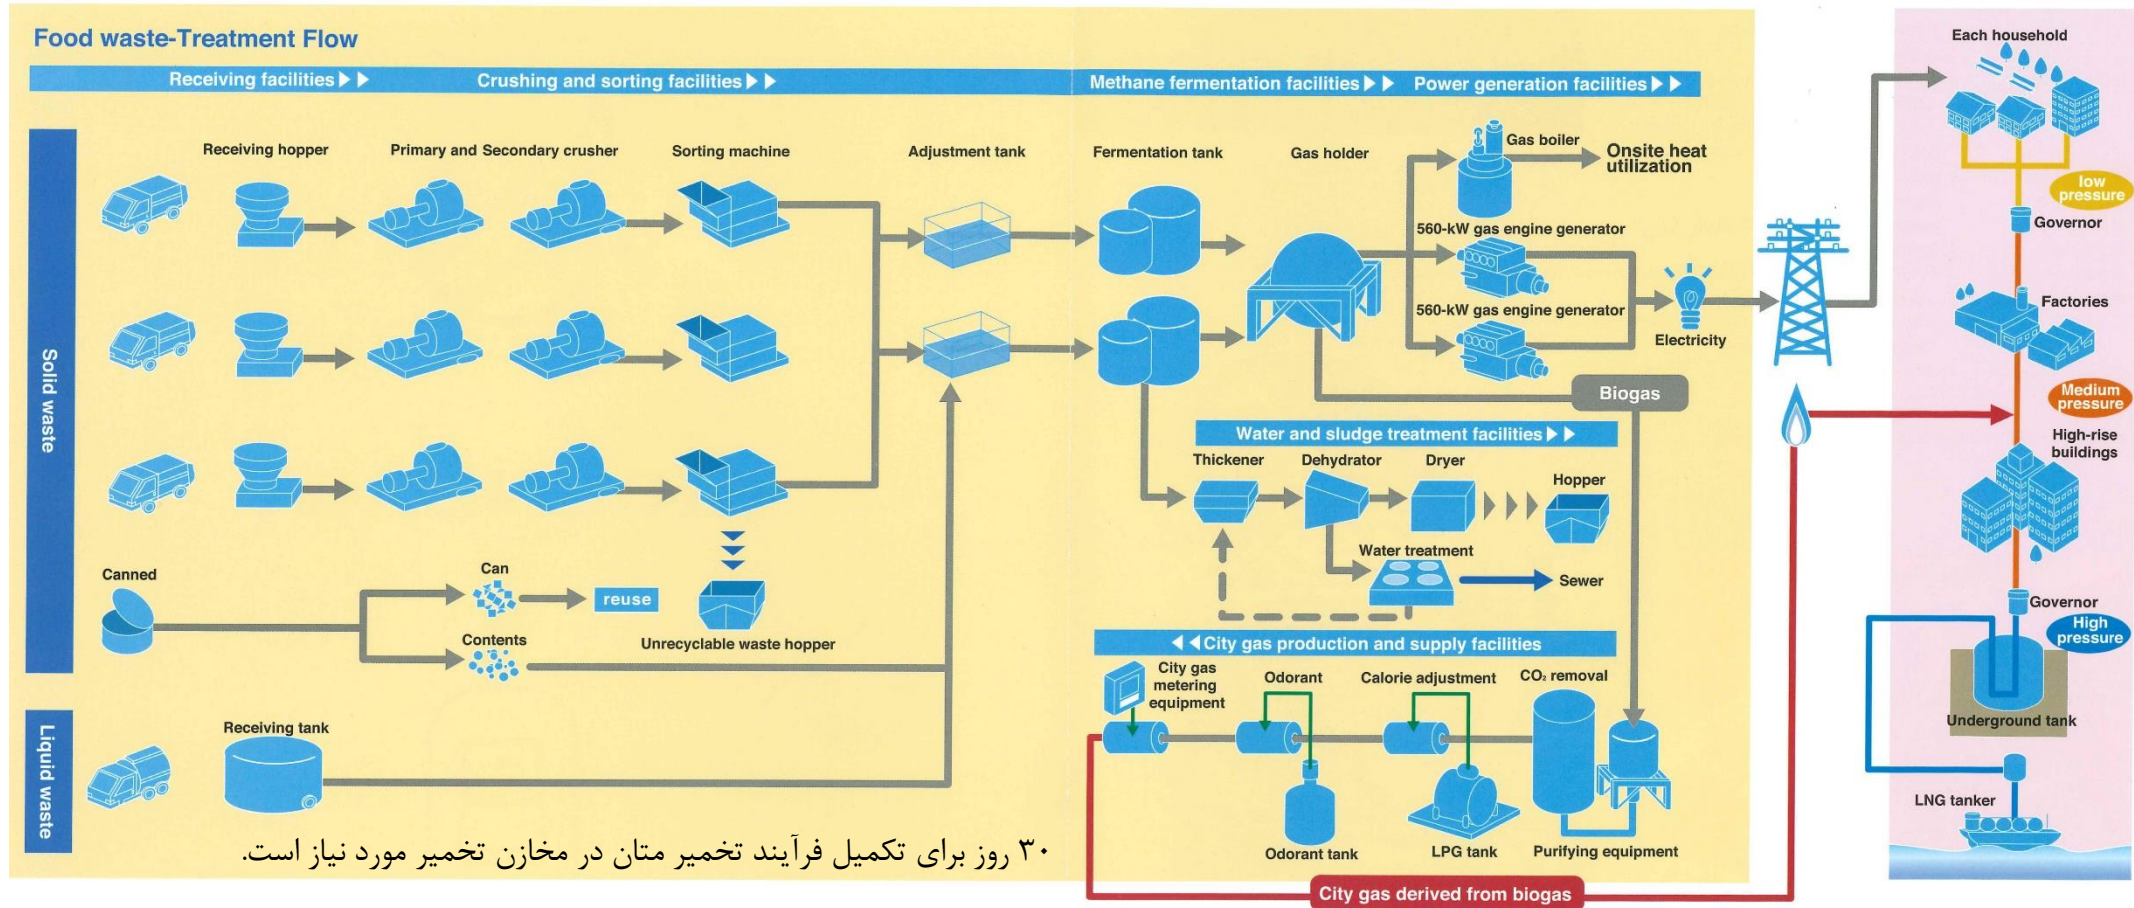 Food waste-Treatment Flow
Receiving facilities
Crushing and sorting facilities
Methane fermentation facilities
Power generation facilities
Solid waste
Receiving hopper
Primary and Secondary crusher
Sorting machine
Adjustment tank
Fermentation tank
Gas holder
Gas boiler
Onsite heat
utilization
560-kW gas engine generator
560-kW gas engine generator
Electricity
Biogas
Water and sludge treatment facilities
Thickener
Dehydrator
Dryer
Hopper
Water treatment
Sewer
Canned
Can
reuse
Contents
Unrecyclable waste hopper
Liquid waste
Receiving tank
City gas production and supply facilities
City gas
metering
equipment
Odorant
Calorie adjustment
CO₂ removal
Odorant tank
LPG tank
Purifying equipment
۳۰ روز برای تکمیل فرآیند تخمیر متان در مخازن تخمیر مورد نیاز است.
City gas derived from biogas
Each household
low
pressure
Governor
Factories
Medium
pressure
High-rise
buildings
Governor
High
pressure
Underground tank
LNG tanker